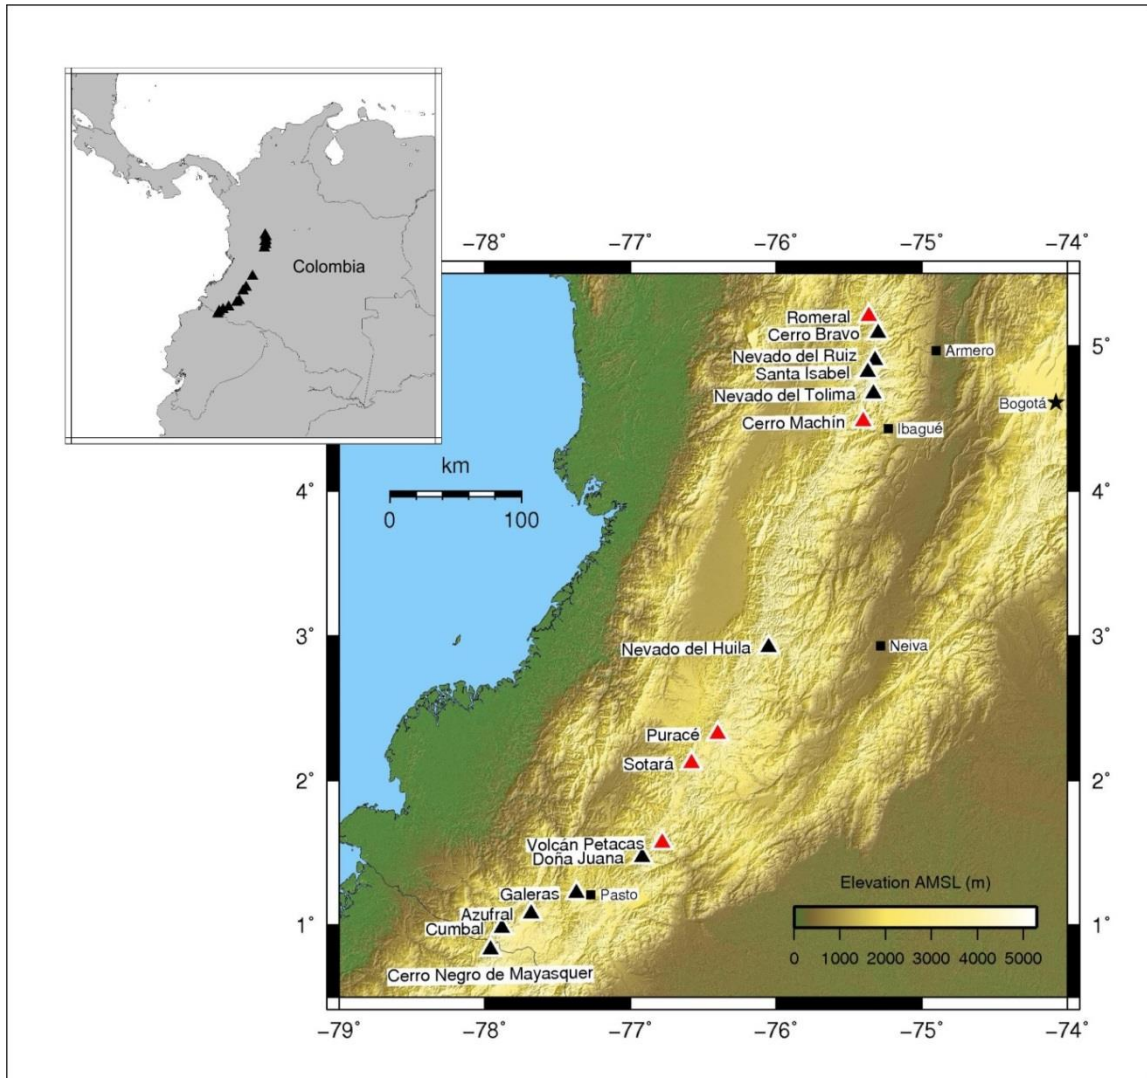 Colombia
−78˚ −77˚ −76˚ −75˚ −74˚
Romeral
Cerro Bravo
Nevado del Ruiz
Armero
5˚
5˚
Santa Isabel
Nevado del Tolima
Bogotá
Cerro Machín
Ibagué
km
0 100
4˚
4˚
Nevado del Huila
Neiva
3˚
3˚
Puracé
Sotará
2˚
2˚
Volcán Petacas
Doña Juana
Galeras
Pasto
Elevation AMSL (m)
0 1000 2000 3000 4000 5000
Azufral
Cumbal
1˚
1˚
Cerro Negro de Mayasquer
−79˚ −78˚ −77˚ −76˚ −75˚ −74˚